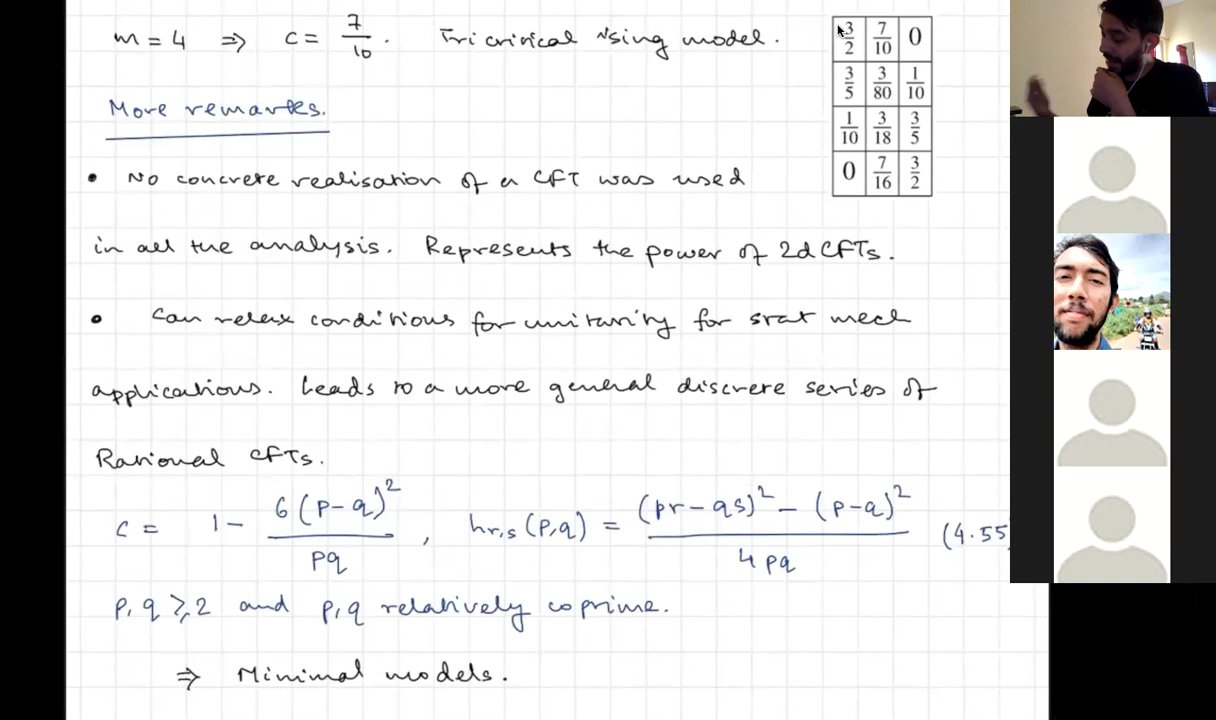 m = 4 ⇒ c = 7/10 . Tricritical Ising model.
3/2 7/10 0
3/5 3/80 1/10
1/10 3/18 3/5
0 7/16 3/2
More remarks.
• No concrete realisation of a CFT was used
in all the analysis. Represents the power of 2d CFTs.
• Can relax conditions for unitarity for stat mech
applications. Leads to a more general discrete series of
Rational CFTs.
c = 1 - 6(p-q)²/pq , hr,s (p,q) = (pr-qs)² - (p-q)²/4pq (4.55)
p, q ≥ 2 and p, q relatively coprime.
⇒ Minimal models.